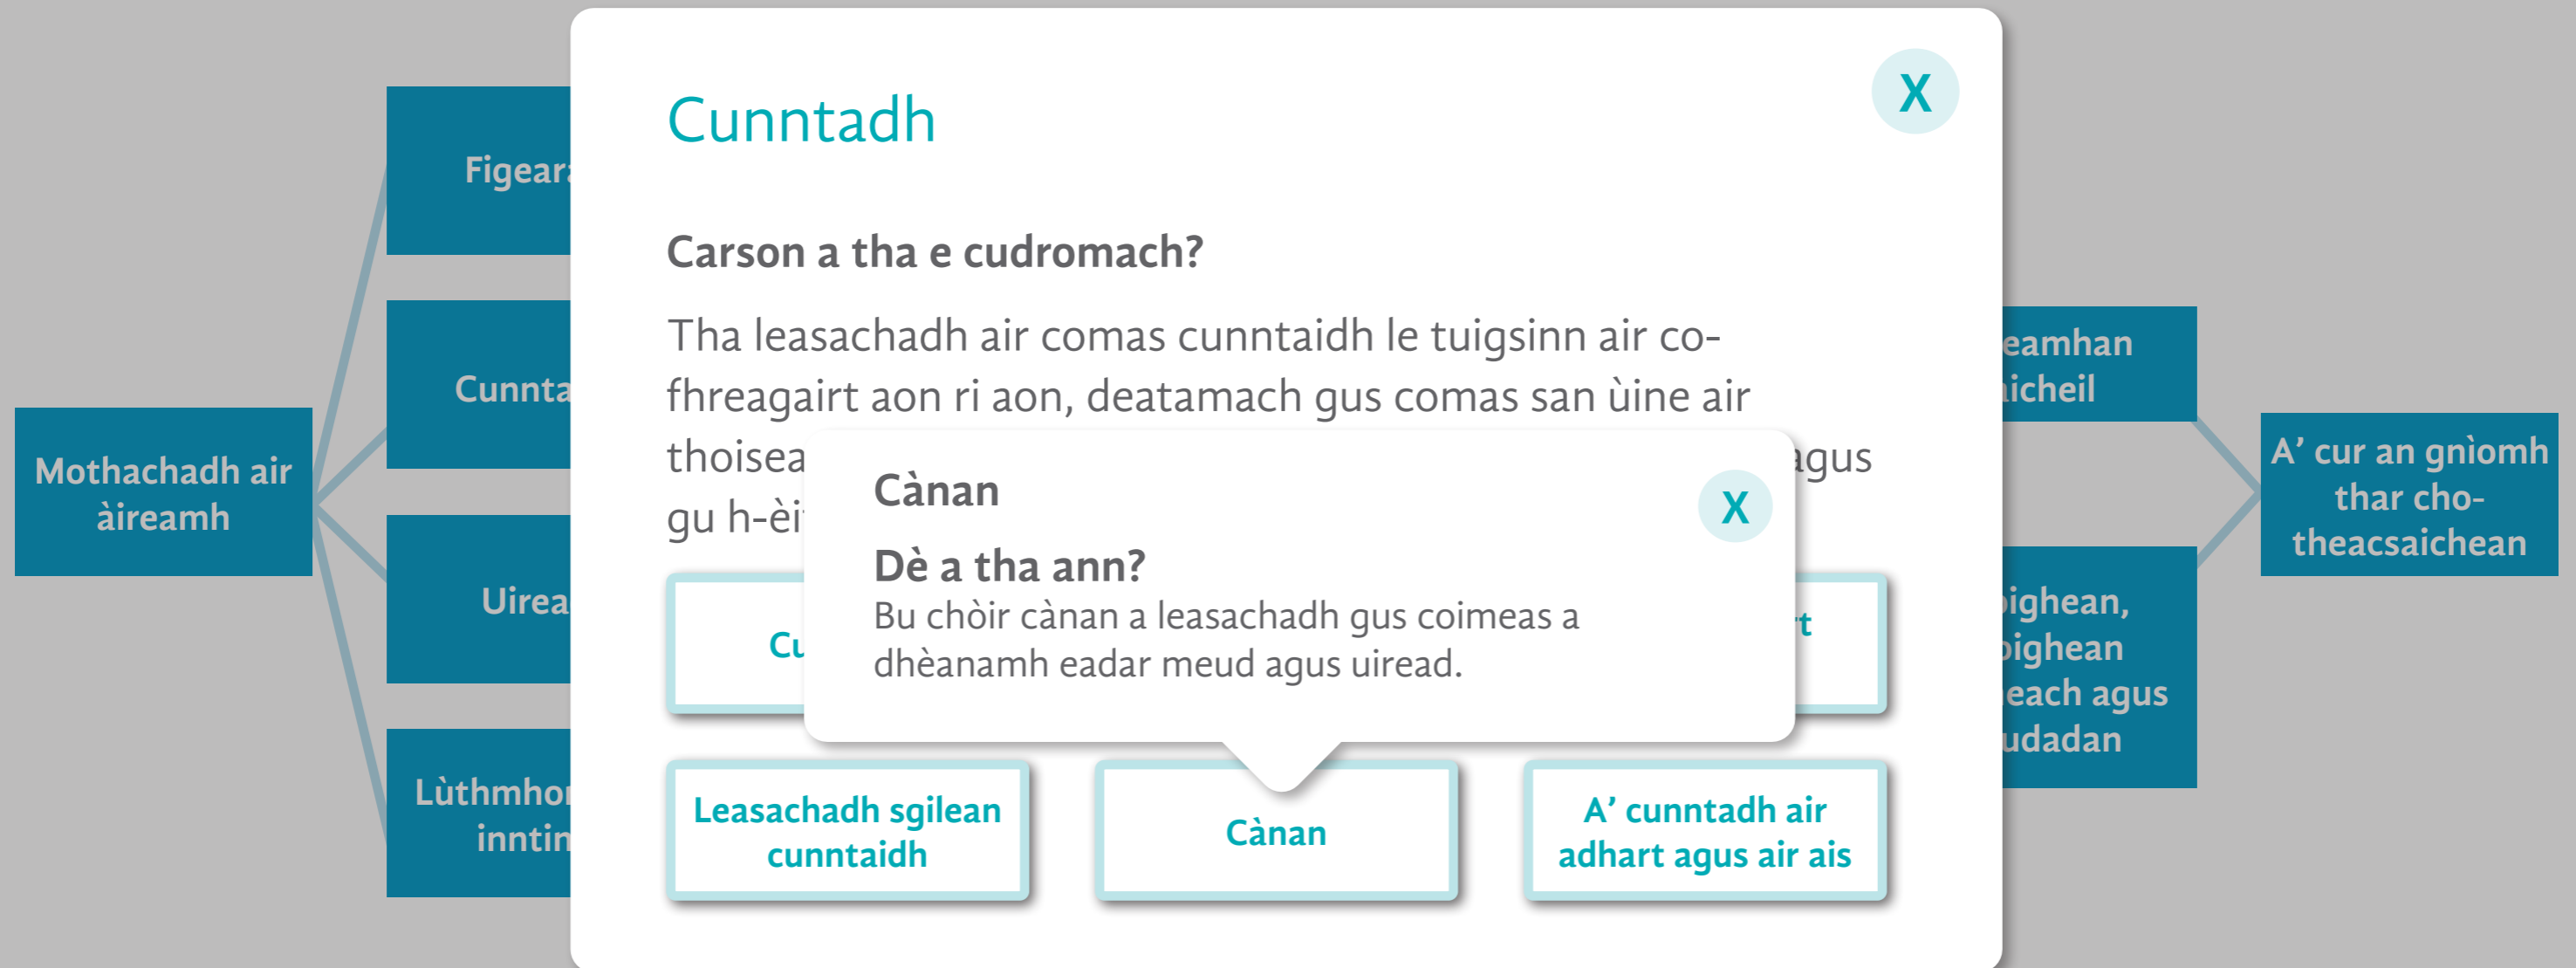 Cunntadh
X
Carson a tha e cudromach?
Tha leasachadh air comas cunntaidh le tuigsinn air co-
fhreagairt aon ri aon, deatamach gus comas san ùine air
agus
gu
Cànan
X
Dè a tha ann?
Bu chòir cànan a leasachadh gus coimeas a
dhèanamh eadar meud agus uiread.
Leasachadh sgilean
cunntaidh
Cànan
A’ cunntadh air
adhart agus air ais
Mothachadh air
àireamh
agus
A’ cur an gnìomh
thar cho-
theacsaichean